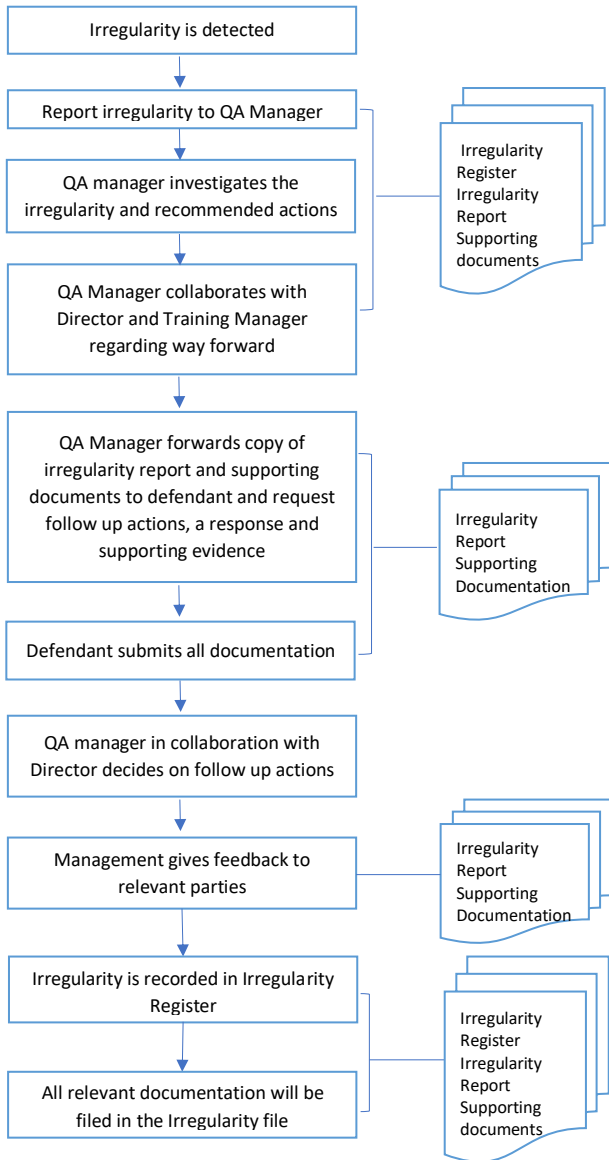 Irregularity is detected
Report irregularity to QA Manager
QA manager investigates the
irregularity and recommended actions
QA Manager collaborates with
Director and Training Manager
regarding way forward
Irregularity
Register
Irregularity
Report
Supporting
documents
QA Manager forwards copy of
irregularity report and supporting
documents to defendant and request
follow up actions, a response and
supporting evidence
Defendant submits all documentation
Irregularity
Report
Supporting
Documentation
QA manager in collaboration with
Director decides on follow up actions
Management gives feedback to
relevant parties
Irregularity
Report
Supporting
Documentation
Irregularity is recorded in Irregularity
Register
All relevant documentation will be
filed in the Irregularity file
Irregularity
Register
Irregularity
Report
Supporting
documents